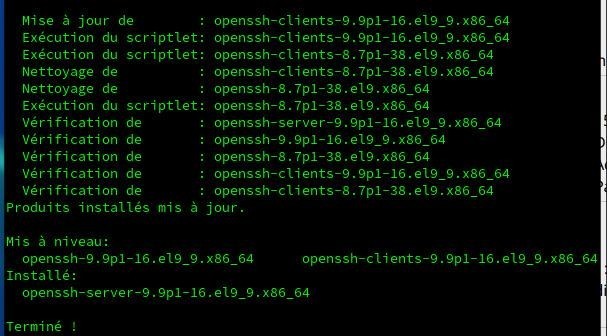 Mise à jour de        : openssh-clients-9.9p1-16.el9_9.x86_64
Exécution du scriptlet: openssh-clients-9.9p1-16.el9_9.x86_64
Exécution du scriptlet: openssh-clients-8.7p1-38.el9.x86_64
Nettoyage de          : openssh-clients-8.7p1-38.el9.x86_64
Nettoyage de          : openssh-8.7p1-38.el9.x86_64
Exécution du scriptlet: openssh-8.7p1-38.el9.x86_64
Vérification de       : openssh-server-9.9p1-16.el9_9.x86_64
Vérification de       : openssh-9.9p1-16.el9_9.x86_64
Vérification de       : openssh-8.7p1-38.el9.x86_64
Vérification de       : openssh-clients-9.9p1-16.el9_9.x86_64
Vérification de       : openssh-clients-8.7p1-38.el9.x86_64
Produits installés mis à jour.
Mis à niveau:
openssh-9.9p1-16.el9_9.x86_64      openssh-clients-9.9p1-16.el9_9.x86_64
Installé:
openssh-server-9.9p1-16.el9_9.x86_64
Terminé !